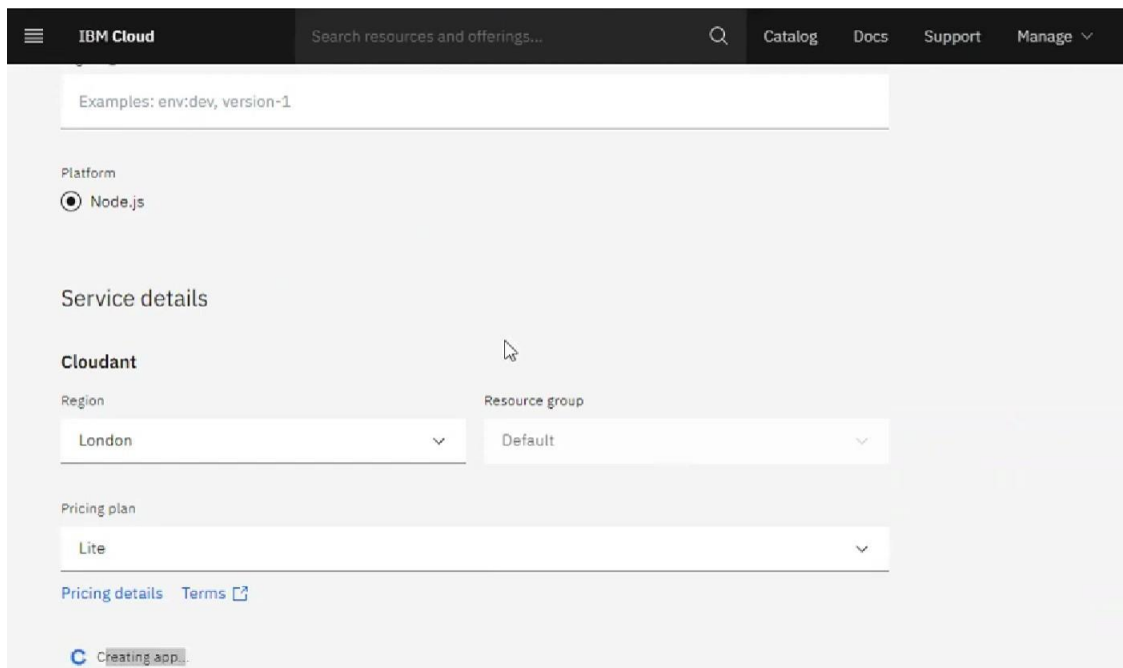 IBM Cloud Search resources and offerings... Catalog Docs Support Manage
Examples: env:dev, version-1
Platform
Node.js
Service details
Cloudant
Region Resource group
London Default
Pricing plan
Lite
Pricing details Terms
Creating app...